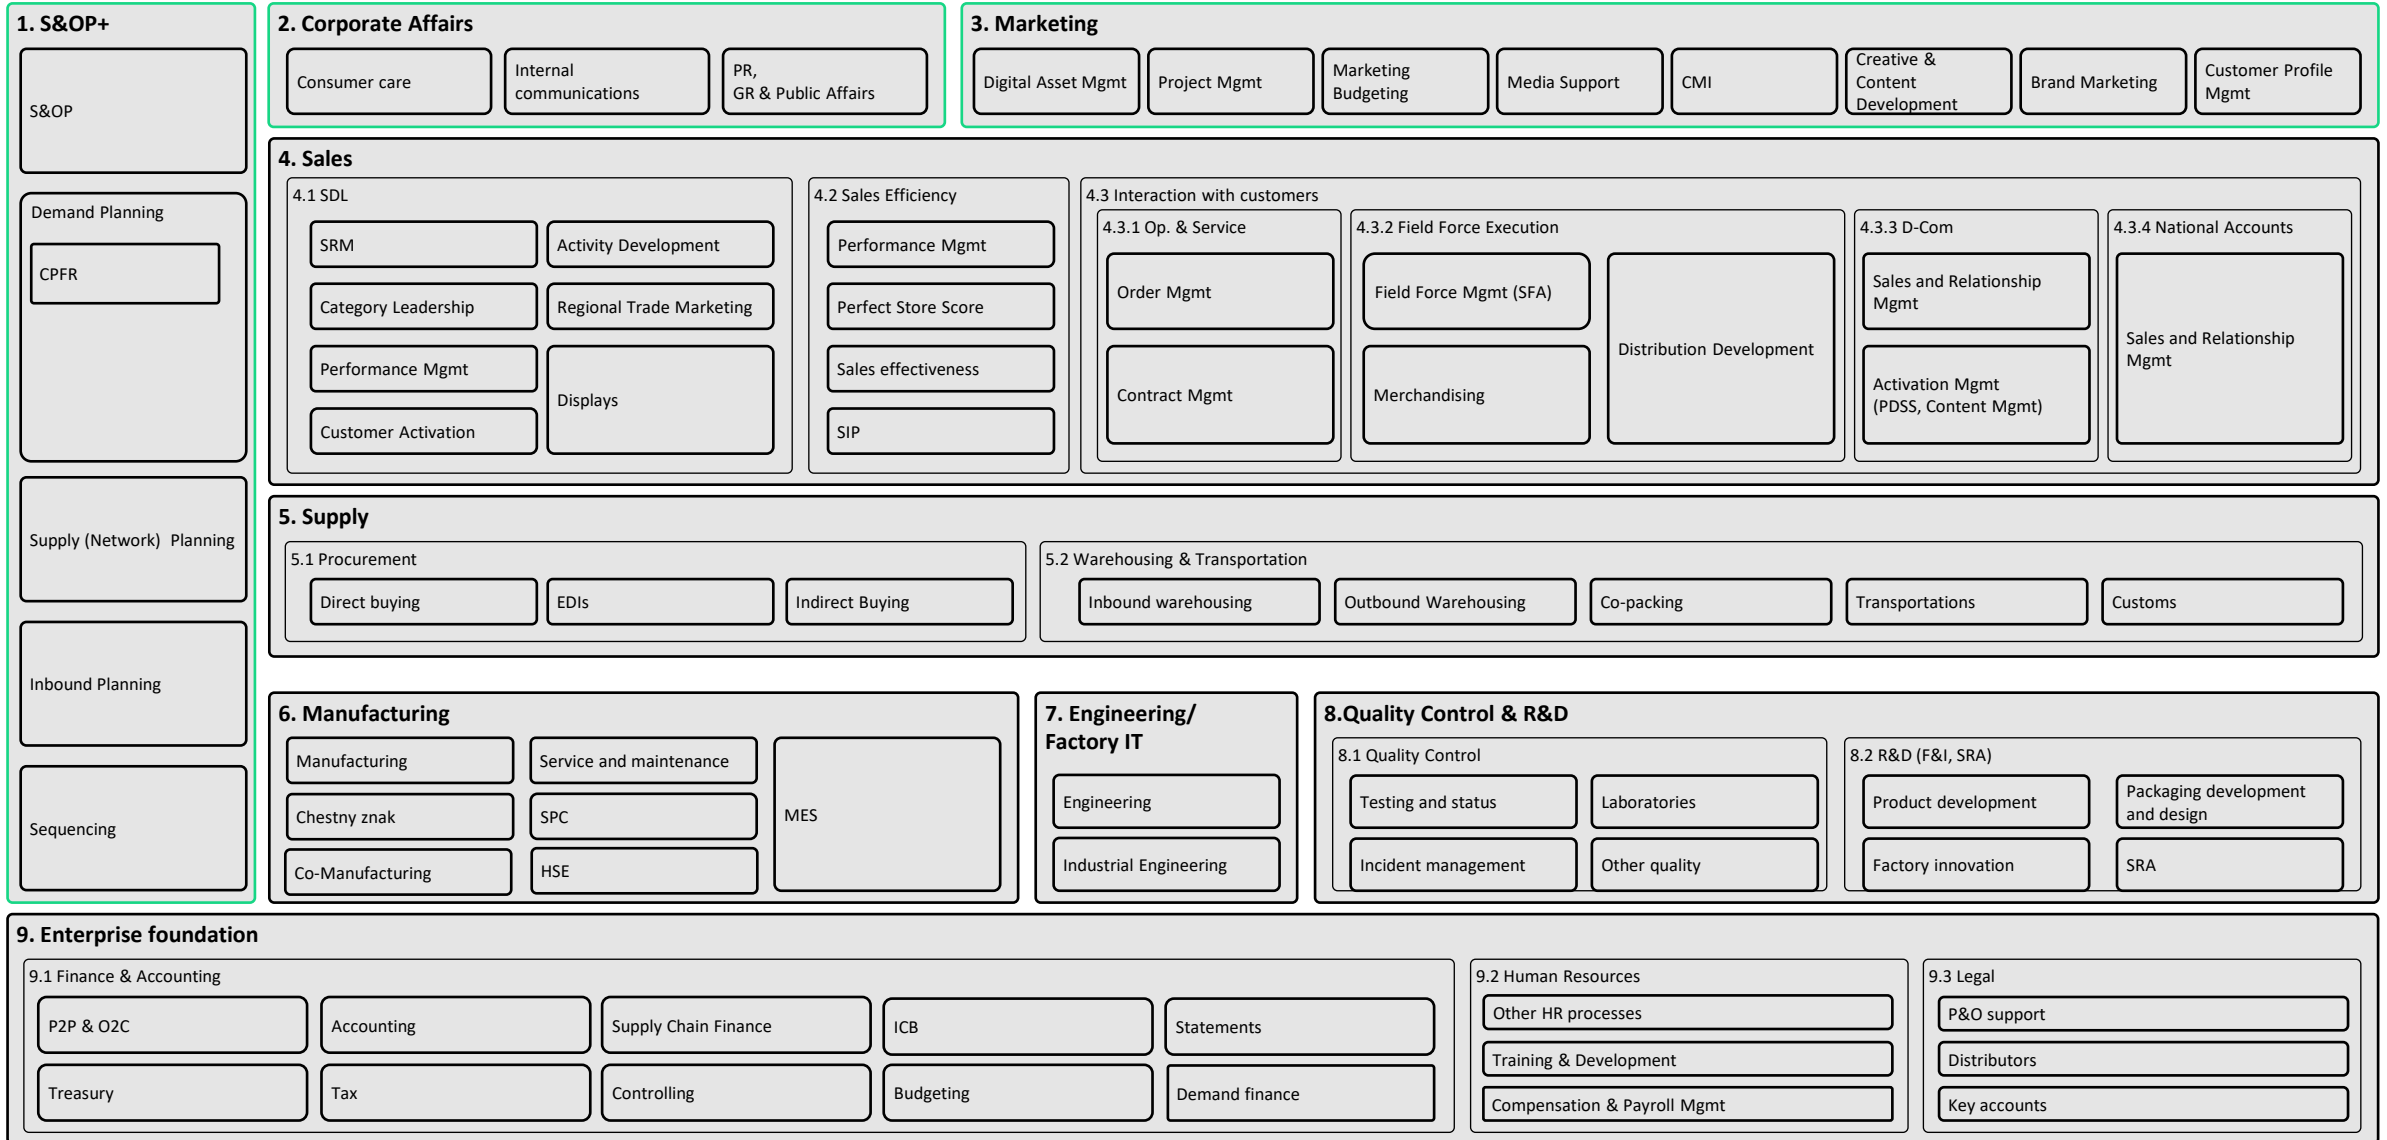 1. S&OP+
S&OP
Demand Planning
CPFR
Supply (Network)  Planning
Inbound Planning
Sequencing
2. Corporate Affairs
Consumer care
Internal
communications
PR,
GR & Public Affairs
3. Marketing
Digital Asset Mgmt
Project Mgmt
Marketing
Budgeting
Media Support
CMI
Creative &
Content
Development
Brand Marketing
Customer Profile
Mgmt
4. Sales
4.1 SDL
SRM
Activity Development
Category Leadership
Regional Trade Marketing
Performance Mgmt
Displays
Customer Activation
4.2 Sales Efficiency
Performance Mgmt
Perfect Store Score
Sales effectiveness
SIP
4.3 Interaction with customers
4.3.1 Op. & Service
Order Mgmt
Contract Mgmt
4.3.2 Field Force Execution
Field Force Mgmt (SFA)
Merchandising
Distribution Development
4.3.3 D-Com
Sales and Relationship
Mgmt
Activation Mgmt
(PDSS, Content Mgmt)
4.3.4 National Accounts
Sales and Relationship
Mgmt
5. Supply
5.1 Procurement
Direct buying
EDIs
Indirect Buying
5.2 Warehousing & Transportation
Inbound warehousing
Outbound Warehousing
Co-packing
Transportations
Customs
6. Manufacturing
Manufacturing
Service and maintenance
Chestny znak
SPC
Co-Manufacturing
HSE
MES
7. Engineering/
Factory IT
Engineering
Industrial Engineering
8.Quality Control & R&D
8.1 Quality Control
Testing and status
Laboratories
Incident management
Other quality
8.2 R&D (F&I, SRA)
Product development
Packaging development
and design
Factory innovation
SRA
9. Enterprise foundation
9.1 Finance & Accounting
P2P & O2C
Accounting
Supply Chain Finance
ICB
Statements
Treasury
Tax
Controlling
Budgeting
Demand finance
9.2 Human Resources
Other HR processes
Training & Development
Compensation & Payroll Mgmt
9.3 Legal
P&O support
Distributors
Key accounts